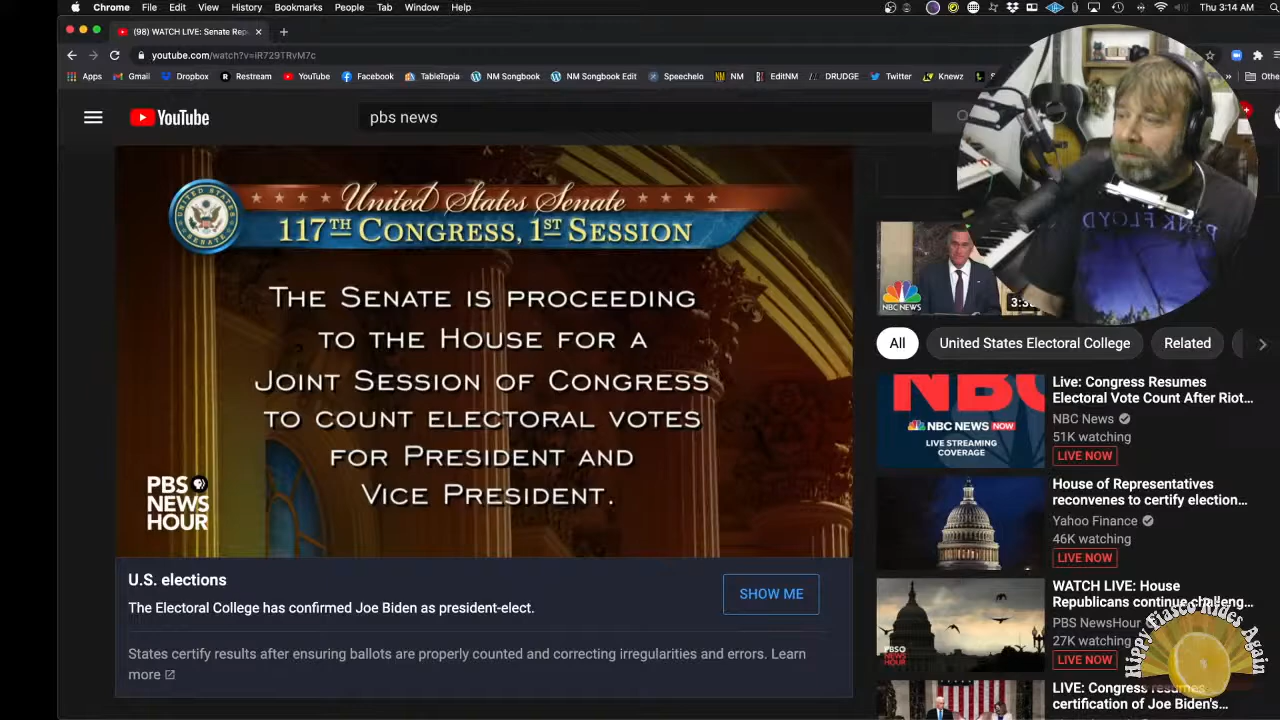 Chrome File Edit View History Bookmarks People Tab Window Help Thu 3:14 AM
(98) WATCH LIVE: Senate Rep
youtube.com/watch?v=iR729TRvM7c
Apps Gmail Dropbox Restream YouTube Facebook TableTopia NM Songbook NM Songbook Edit Speechelo NM EditNM DRUDGE Twitter Knewz Othe
YouTube
pbs news
United States Senate
117TH CONGRESS, 1ST SESSION
THE SENATE IS PROCEEDING
TO THE HOUSE FOR A
JOINT SESSION OF CONGRESS
TO COUNT ELECTORAL VOTES
FOR PRESIDENT AND
VICE PRESIDENT.
PBS
NEWS
HOUR
U.S. elections
The Electoral College has confirmed Joe Biden as president-elect.
SHOW ME
States certify results after ensuring ballots are properly counted and correcting irregularities and errors. Learn
more
PINK FLOYD
NBC NEWS
All United States Electoral College Related
NBC NEWS NOW
LIVE STREAMING
COVERAGE
Live: Congress Resumes
Electoral Vote Count After Riot...
NBC News
51K watching
LIVE NOW
House of Representatives
reconvenes to certify election...
Yahoo Finance
46K watching
LIVE NOW
WATCH LIVE: House
Republicans continue challeng...
PBS NewsHour
27K watching
LIVE NOW
LIVE: Congress resumes
certification of Joe Biden's...
Hippy Fiasco Rides Again